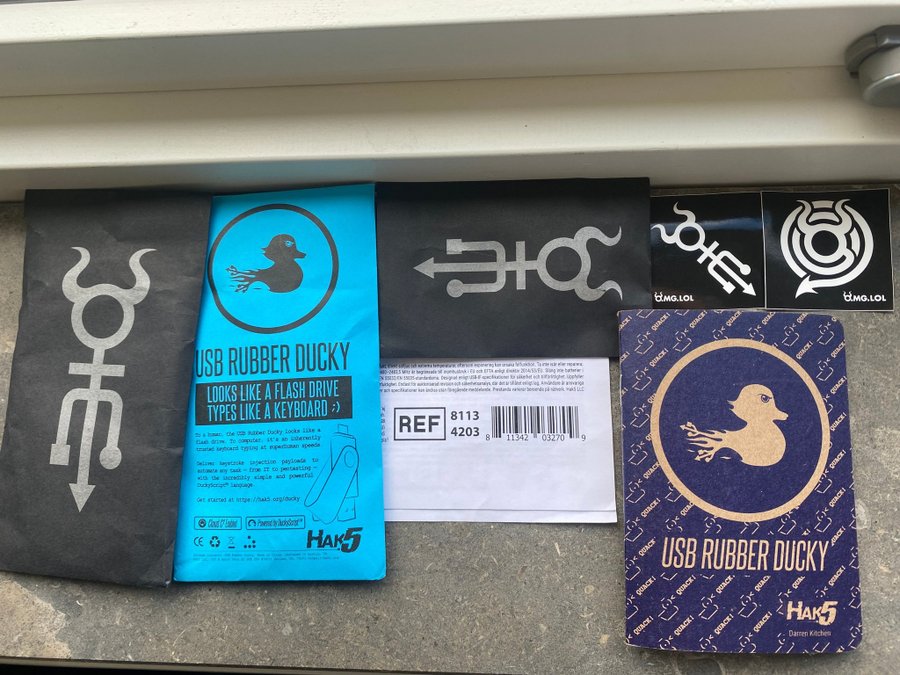 USB RUBBER DUCKY
LOOKS LIKE A FLASH DRIVE
TYPES LIKE A KEYBOARD ;)
To a human, the USB Rubber Ducky looks like a
flash drive. To computer, it's an inherently
trusted keyboard typing at superhuman speeds
Deliver keystroke injection payloads to
automate any task – from IT to pentesting –
with the incredibly simple and powerful
DuckyScript™ language.
Get started at https://hak5.org/ducky
Cloud C² Enabled
Powered by DuckyScript™
CE
HAK5
REF
8113
4203
8 11342 03270 9
MG.LOL
MG.LOL
QUACK!
USB RUBBER DUCKY
HAK5
Darren Kitchen